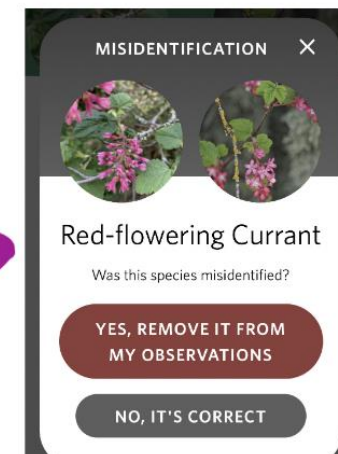 MISIDENTIFICATION ×
Red-flowering Currant
Was this species misidentified?
YES, REMOVE IT FROM
MY OBSERVATIONS
NO, IT'S CORRECT